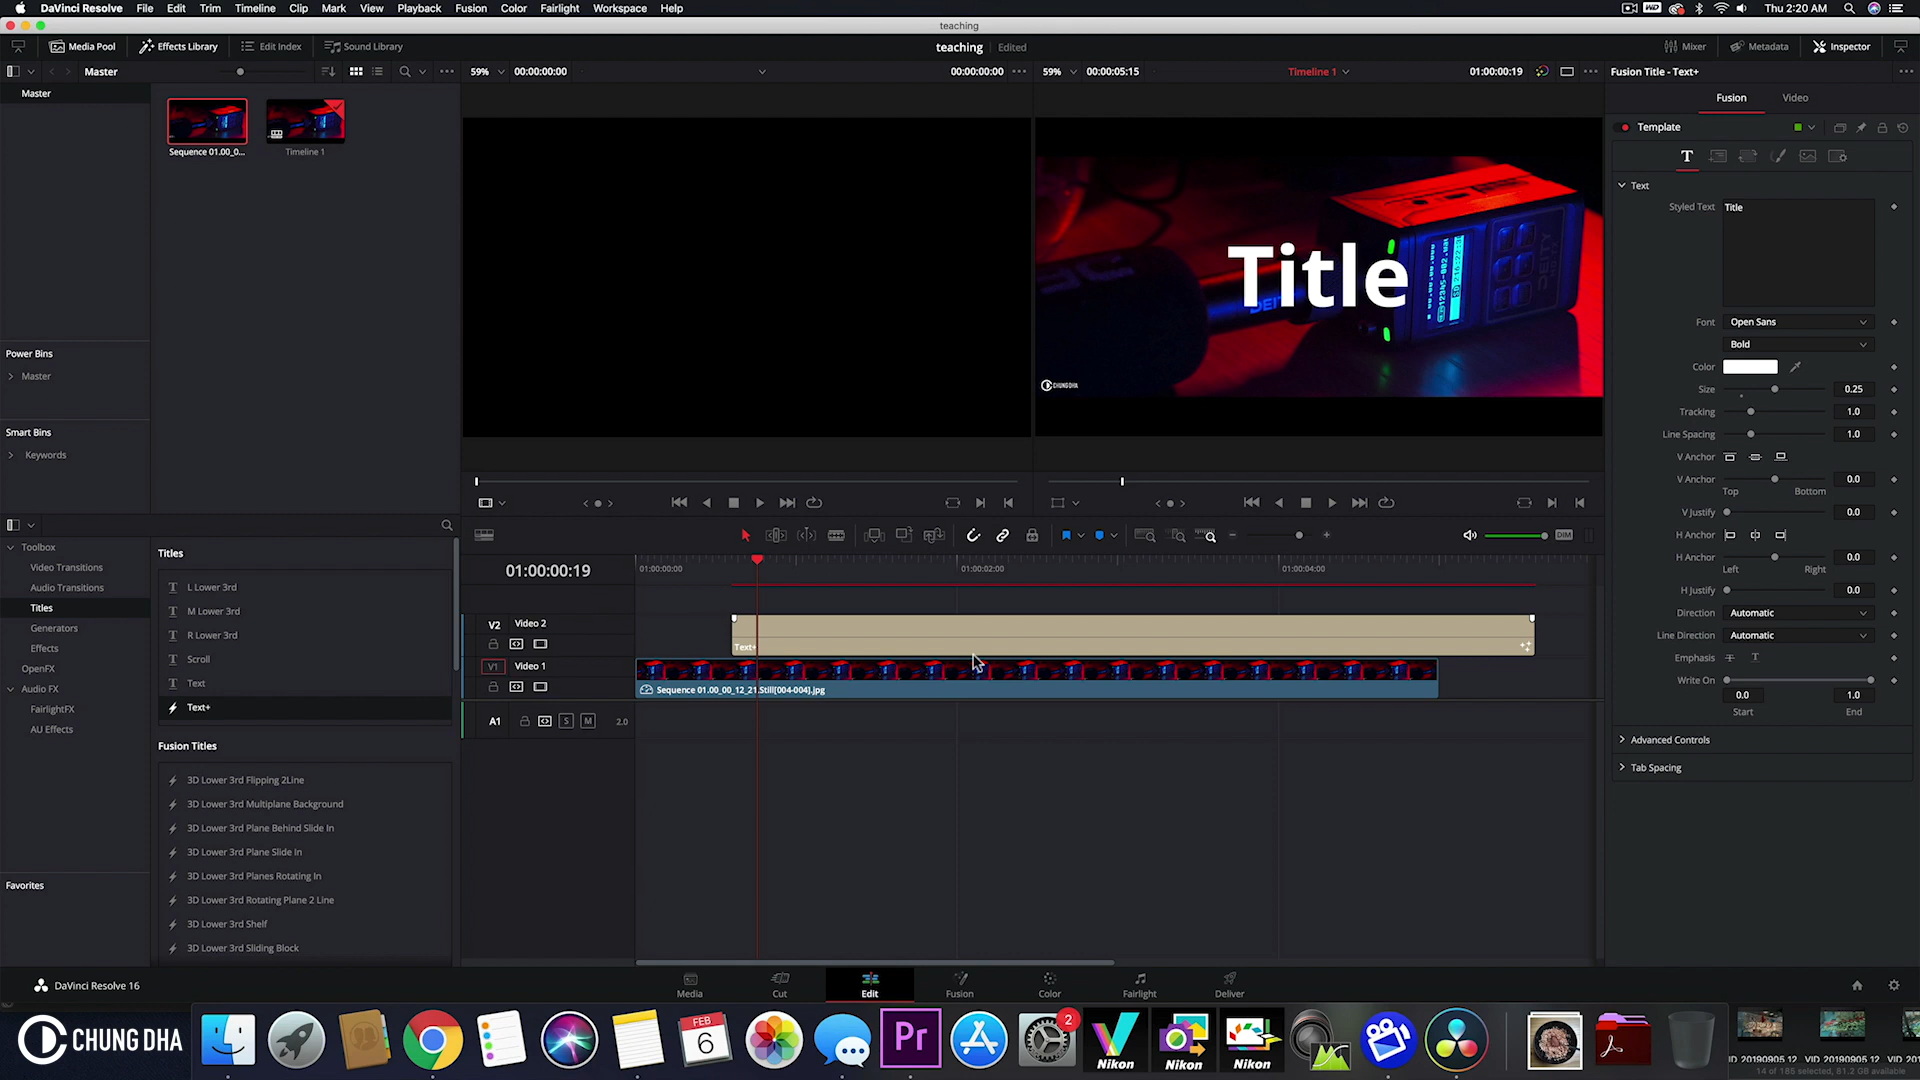 DaVinci Resolve File Edit Trim Timeline Clip Mark View Playback Fusion Color Fairlight Workspace Help
Thu 2:20 AM
teaching
Media Pool Effects Library Edit Index Sound Library
teaching Edited
Mixer Metadata Inspector
Master
59% 00:00:00:00
00:00:00:00
59% 00:00:05:15
Timeline 1
01:00:00:19
Fusion Title - Text+
Master
Sequence 01.00_0...
Timeline 1
Power Bins
Master
Smart Bins
Keywords
Title
CHUNG DHA
Fusion Video
Template
Text
Styled Text Title
Font Open Sans
Bold
Color
Size 0.25
Tracking 1.0
Line Spacing 1.0
V Anchor
V Anchor 0.0
Top Bottom
V Justify 0.0
H Anchor
H Anchor 0.0
Left Right
H Justify 0.0
Direction Automatic
Line Direction Automatic
Emphasis
Write On
0.0 1.0
Start End
Advanced Controls
Tab Spacing
Toolbox
Video Transitions
Audio Transitions
Titles
Generators
Effects
OpenFX
Audio FX
FairlightFX
AU Effects
Favorites
Titles
L Lower 3rd
M Lower 3rd
R Lower 3rd
Scroll
Text
Text+
Fusion Titles
3D Lower 3rd Flipping 2Line
3D Lower 3rd Multiplane Background
3D Lower 3rd Plane Behind Slide In
3D Lower 3rd Plane Slide In
3D Lower 3rd Planes Rotating In
3D Lower 3rd Rotating Plane 2 Line
3D Lower 3rd Shelf
3D Lower 3rd Sliding Block
DIM
01:00:00:19
01:00:00:00 01:00:02:00 01:00:04:00
V2 Video 2
Text+
V1 Video 1
Sequence 01.00_00_12_21.Still[004-004].jpg
A1 S M 2.0
DaVinci Resolve 16
Media Cut Edit Fusion Color Fairlight Deliver
CHUNG DHA
FEB
6
Pr
2
Nikon
Nikon
Nikon
VID_20190905_12 VID_20190905_12
14 of 185 selected, 81.2 GB available